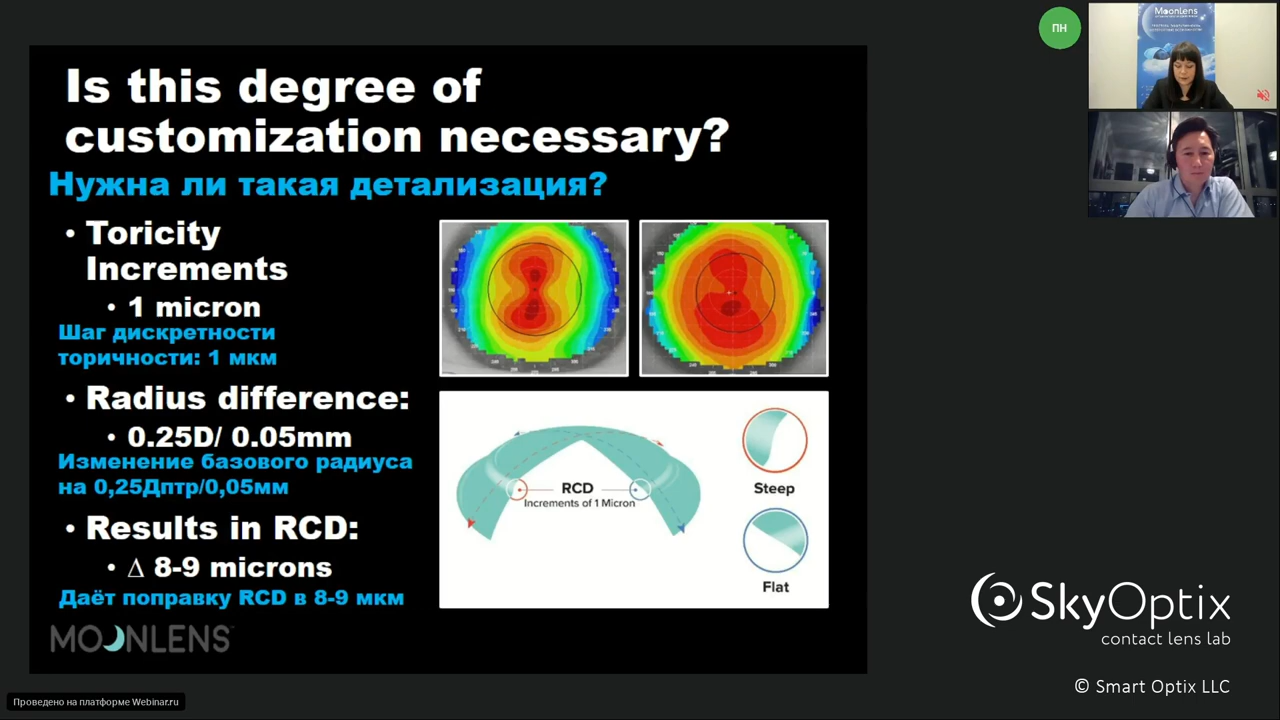 Is this degree of
customization necessary?
Нужна ли такая детализация?
• Toricity
Increments
• 1 micron
Шаг дискретности
торичности: 1 мкм
• Radius difference:
• 0.25D/ 0.05mm
Изменение базового радиуса
на 0,25Дптр/0,05мм
• Results in RCD:
• Δ 8-9 microns
Даёт поправку RCD в 8-9 мкм
MOONLENS
RCD
Increments of 1 Micron
Steep
Flat
ПН
MoonLens
SkyOptix
contact lens lab
© Smart Optix LLC
Проведено на платформе Webinar.ru